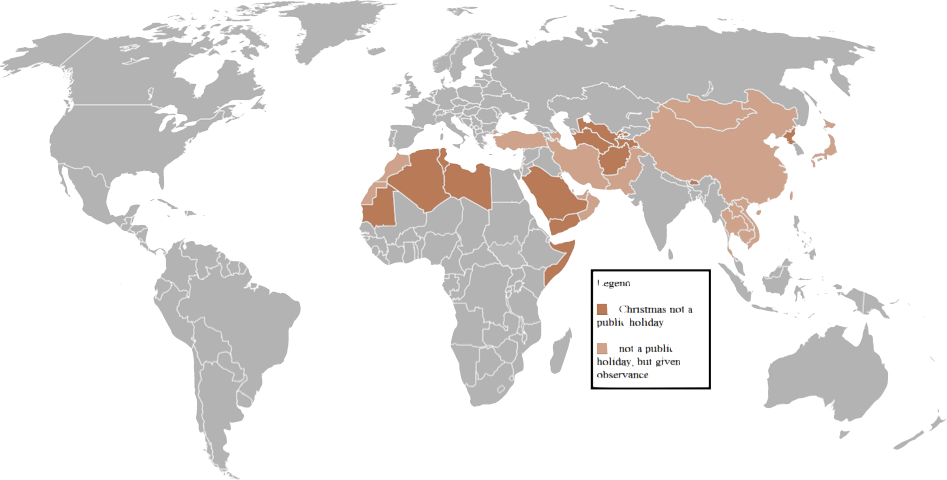 Legend
Christmas not a
public holiday
not a public
holiday, but given
observance